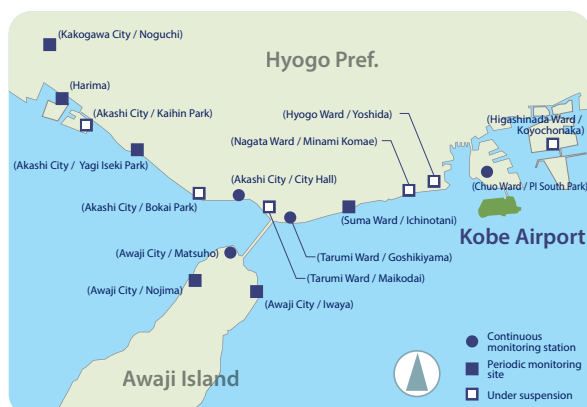 (Kakogawa City / Noguchi)
Hyogo Pref.
(Harima)
(Akashi City / Kaihin Park)
(Hyogo Ward / Yoshida)
(Higashinada Ward /
Koyochonaka)
(Nagata Ward / Minami Komae)
(Akashi City / Yagi Iseki Park)
(Akashi City / City Hall)
(Chuo Ward / PI South Park)
(Akashi City / Bokai Park)
(Suma Ward / Ichinotani)
Kobe Airport
(Awaji City / Matsuho)
(Tarumi Ward / Goshikiyama)
(Tarumi Ward / Maikodai)
(Awaji City / Nojima)
(Awaji City / Iwaya)
Awaji Island
Continuous
monitoring station
Periodic monitoring
site
Under suspension